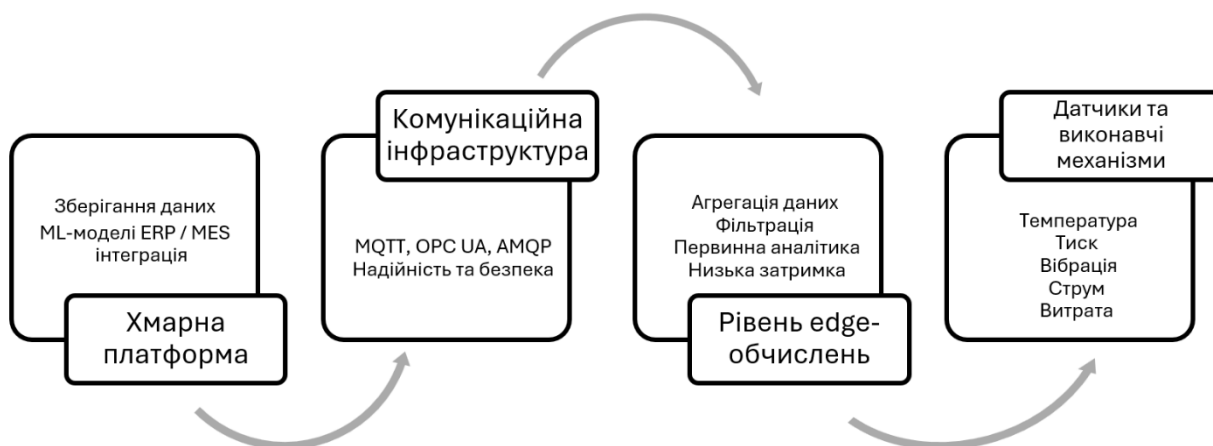 Зберігання даних
ML-моделі ERP / MES
інтеграція
Хмарна
платформа
Комунікаційна
інфраструктура
MQTT, OPC UA, AMQP
Надійність та безпека
Агрегація даних
Фільтрація
Первинна аналітика
Низька затримка
Рівень edge-
обчислень
Датчики та
виконавчі
механізми
Температура
Тиск
Вібрація
Струм
Витрата